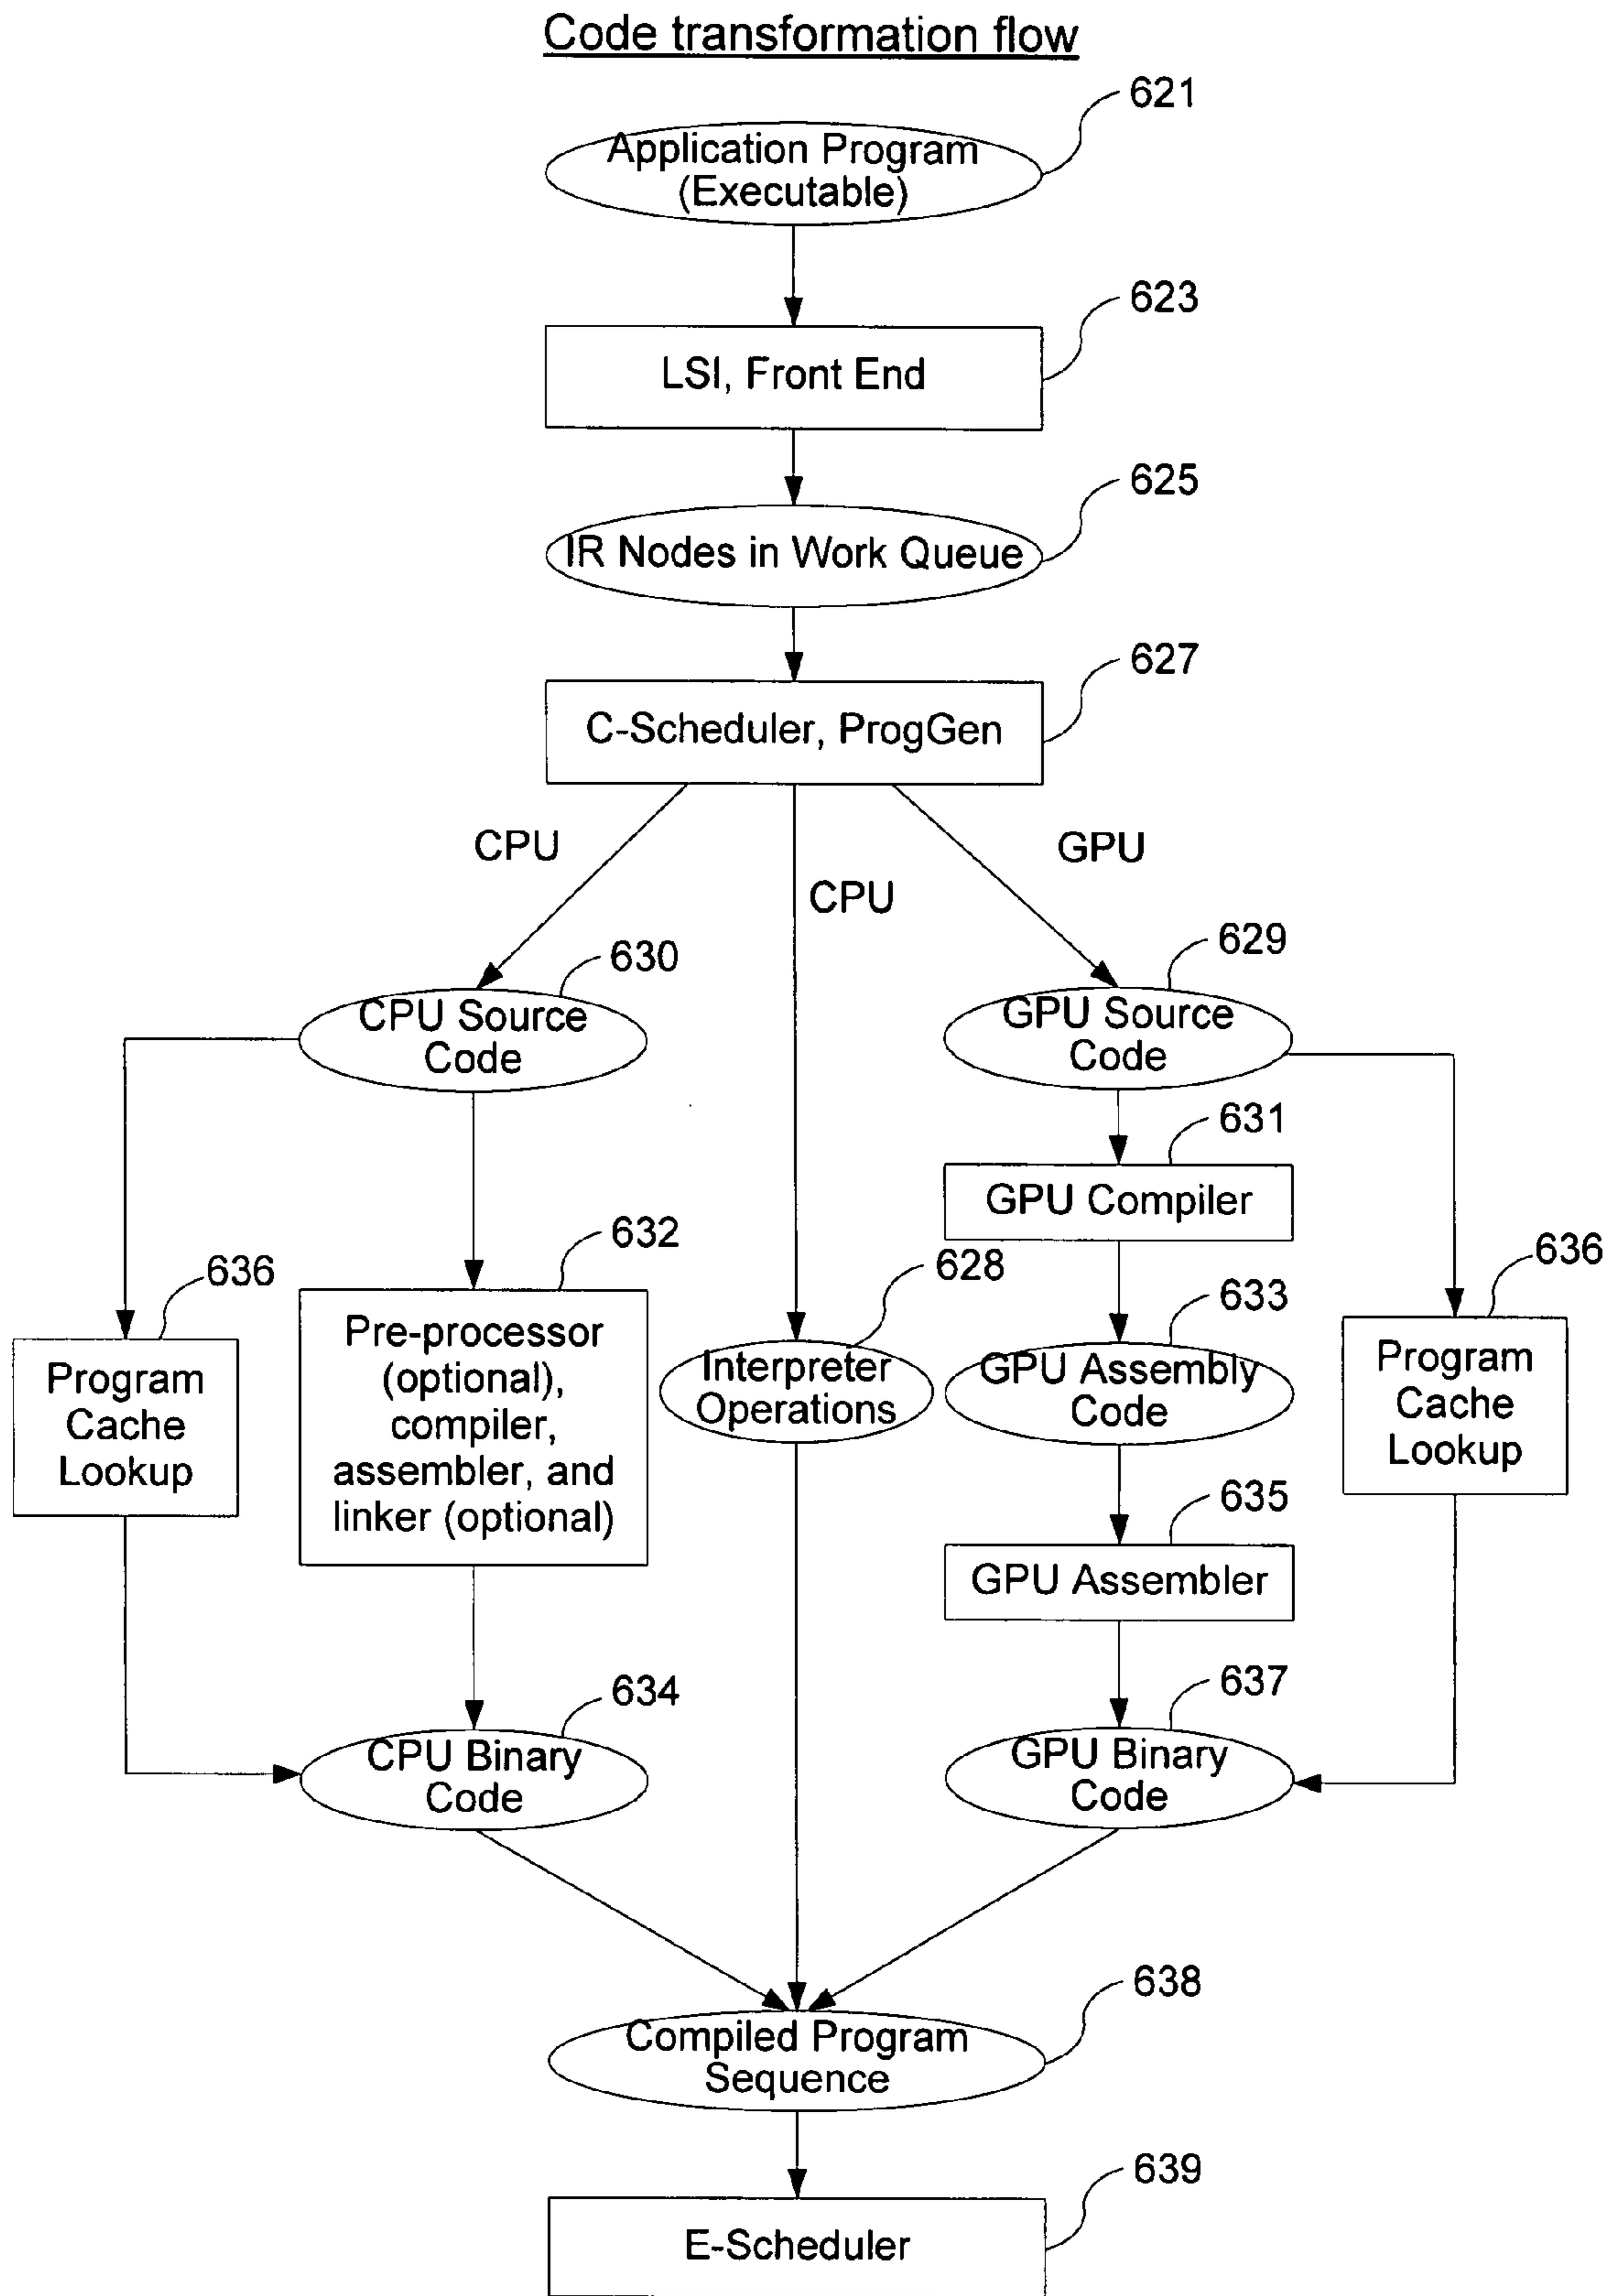 Code transformation flow
621
Application Program
(Executable)
623
LSI, Front End
625
IR Nodes in Work Queue
627
C-Scheduler, ProgGen
CPU
CPU
GPU
630
CPU Source
Code
629
GPU Source
Code
631
GPU Compiler
636
Program
Cache
Lookup
632
Pre-processor
(optional),
compiler,
assembler, and
linker (optional)
628
Interpreter
Operations
633
GPU Assembly
Code
636
Program
Cache
Lookup
635
GPU Assembler
634
CPU Binary
Code
637
GPU Binary
Code
638
Compiled Program
Sequence
639
E-Scheduler